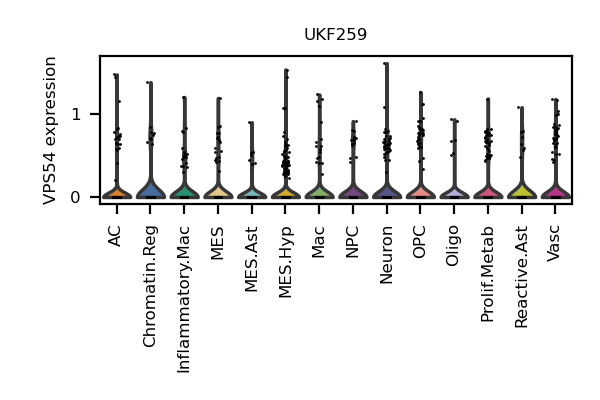 UKF259
VPS54 expression
1
0
AC
Chromatin.Reg
Inflammatory.Mac
MES
MES.Ast
MES.Hyp
Mac
NPC
Neuron
OPC
Oligo
Prolif.Metab
Reactive.Ast
Vasc